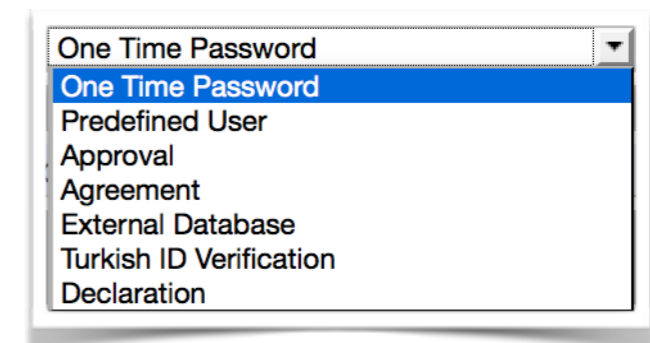 One Time Password
One Time Password
Predefined User
Approval
Agreement
External Database
Turkish ID Verification
Declaration